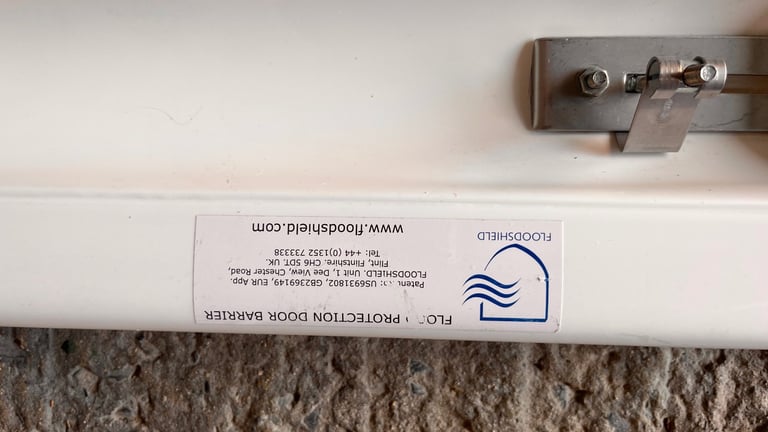 FLOOD PROTECTION DOOR BARRIER
US6931802, GB2369149, EUR App.
FLOODSHIELD. Unit 1, Dee View, Chester Road,
Flint, Flintshire. CH6 5DT. UK.
Tel: +44 (0)1352 733338
www.floodshield.com
FLOODSHIELD